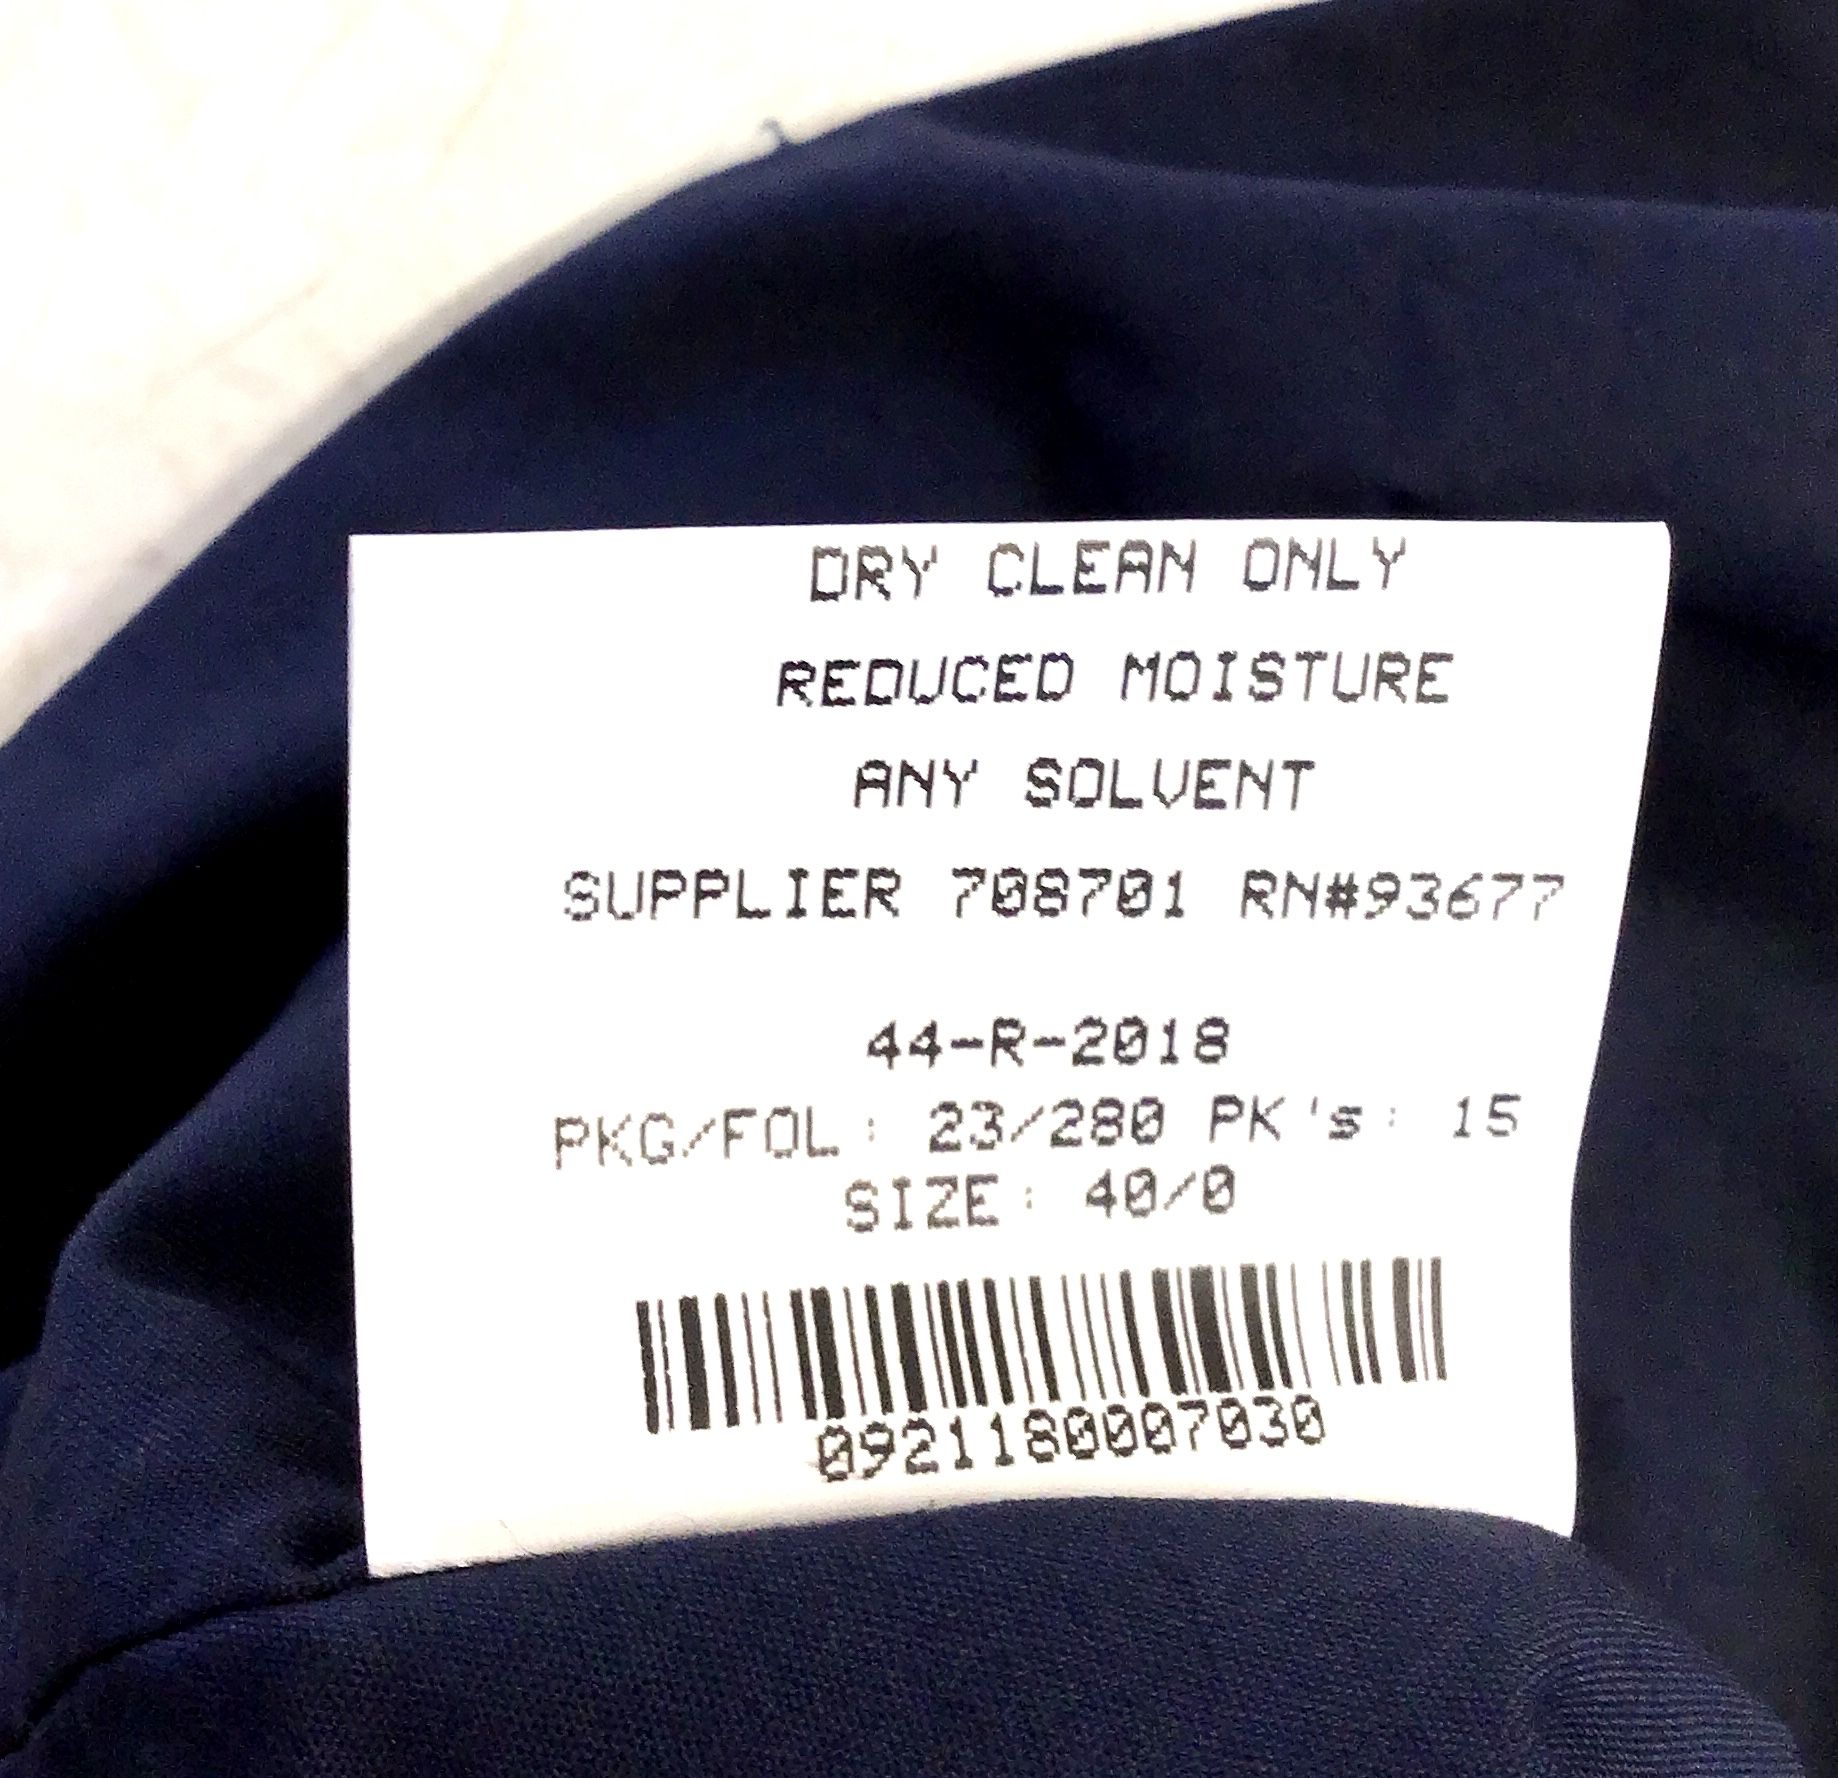 DRY CLEAN ONLY
REDUCED MOISTURE
ANY SOLVENT
SUPPLIER 708701 RN#93677
44-R-2018
PKG/FOL: 23/280 PK's: 15
SIZE: 40/0
0921180007030